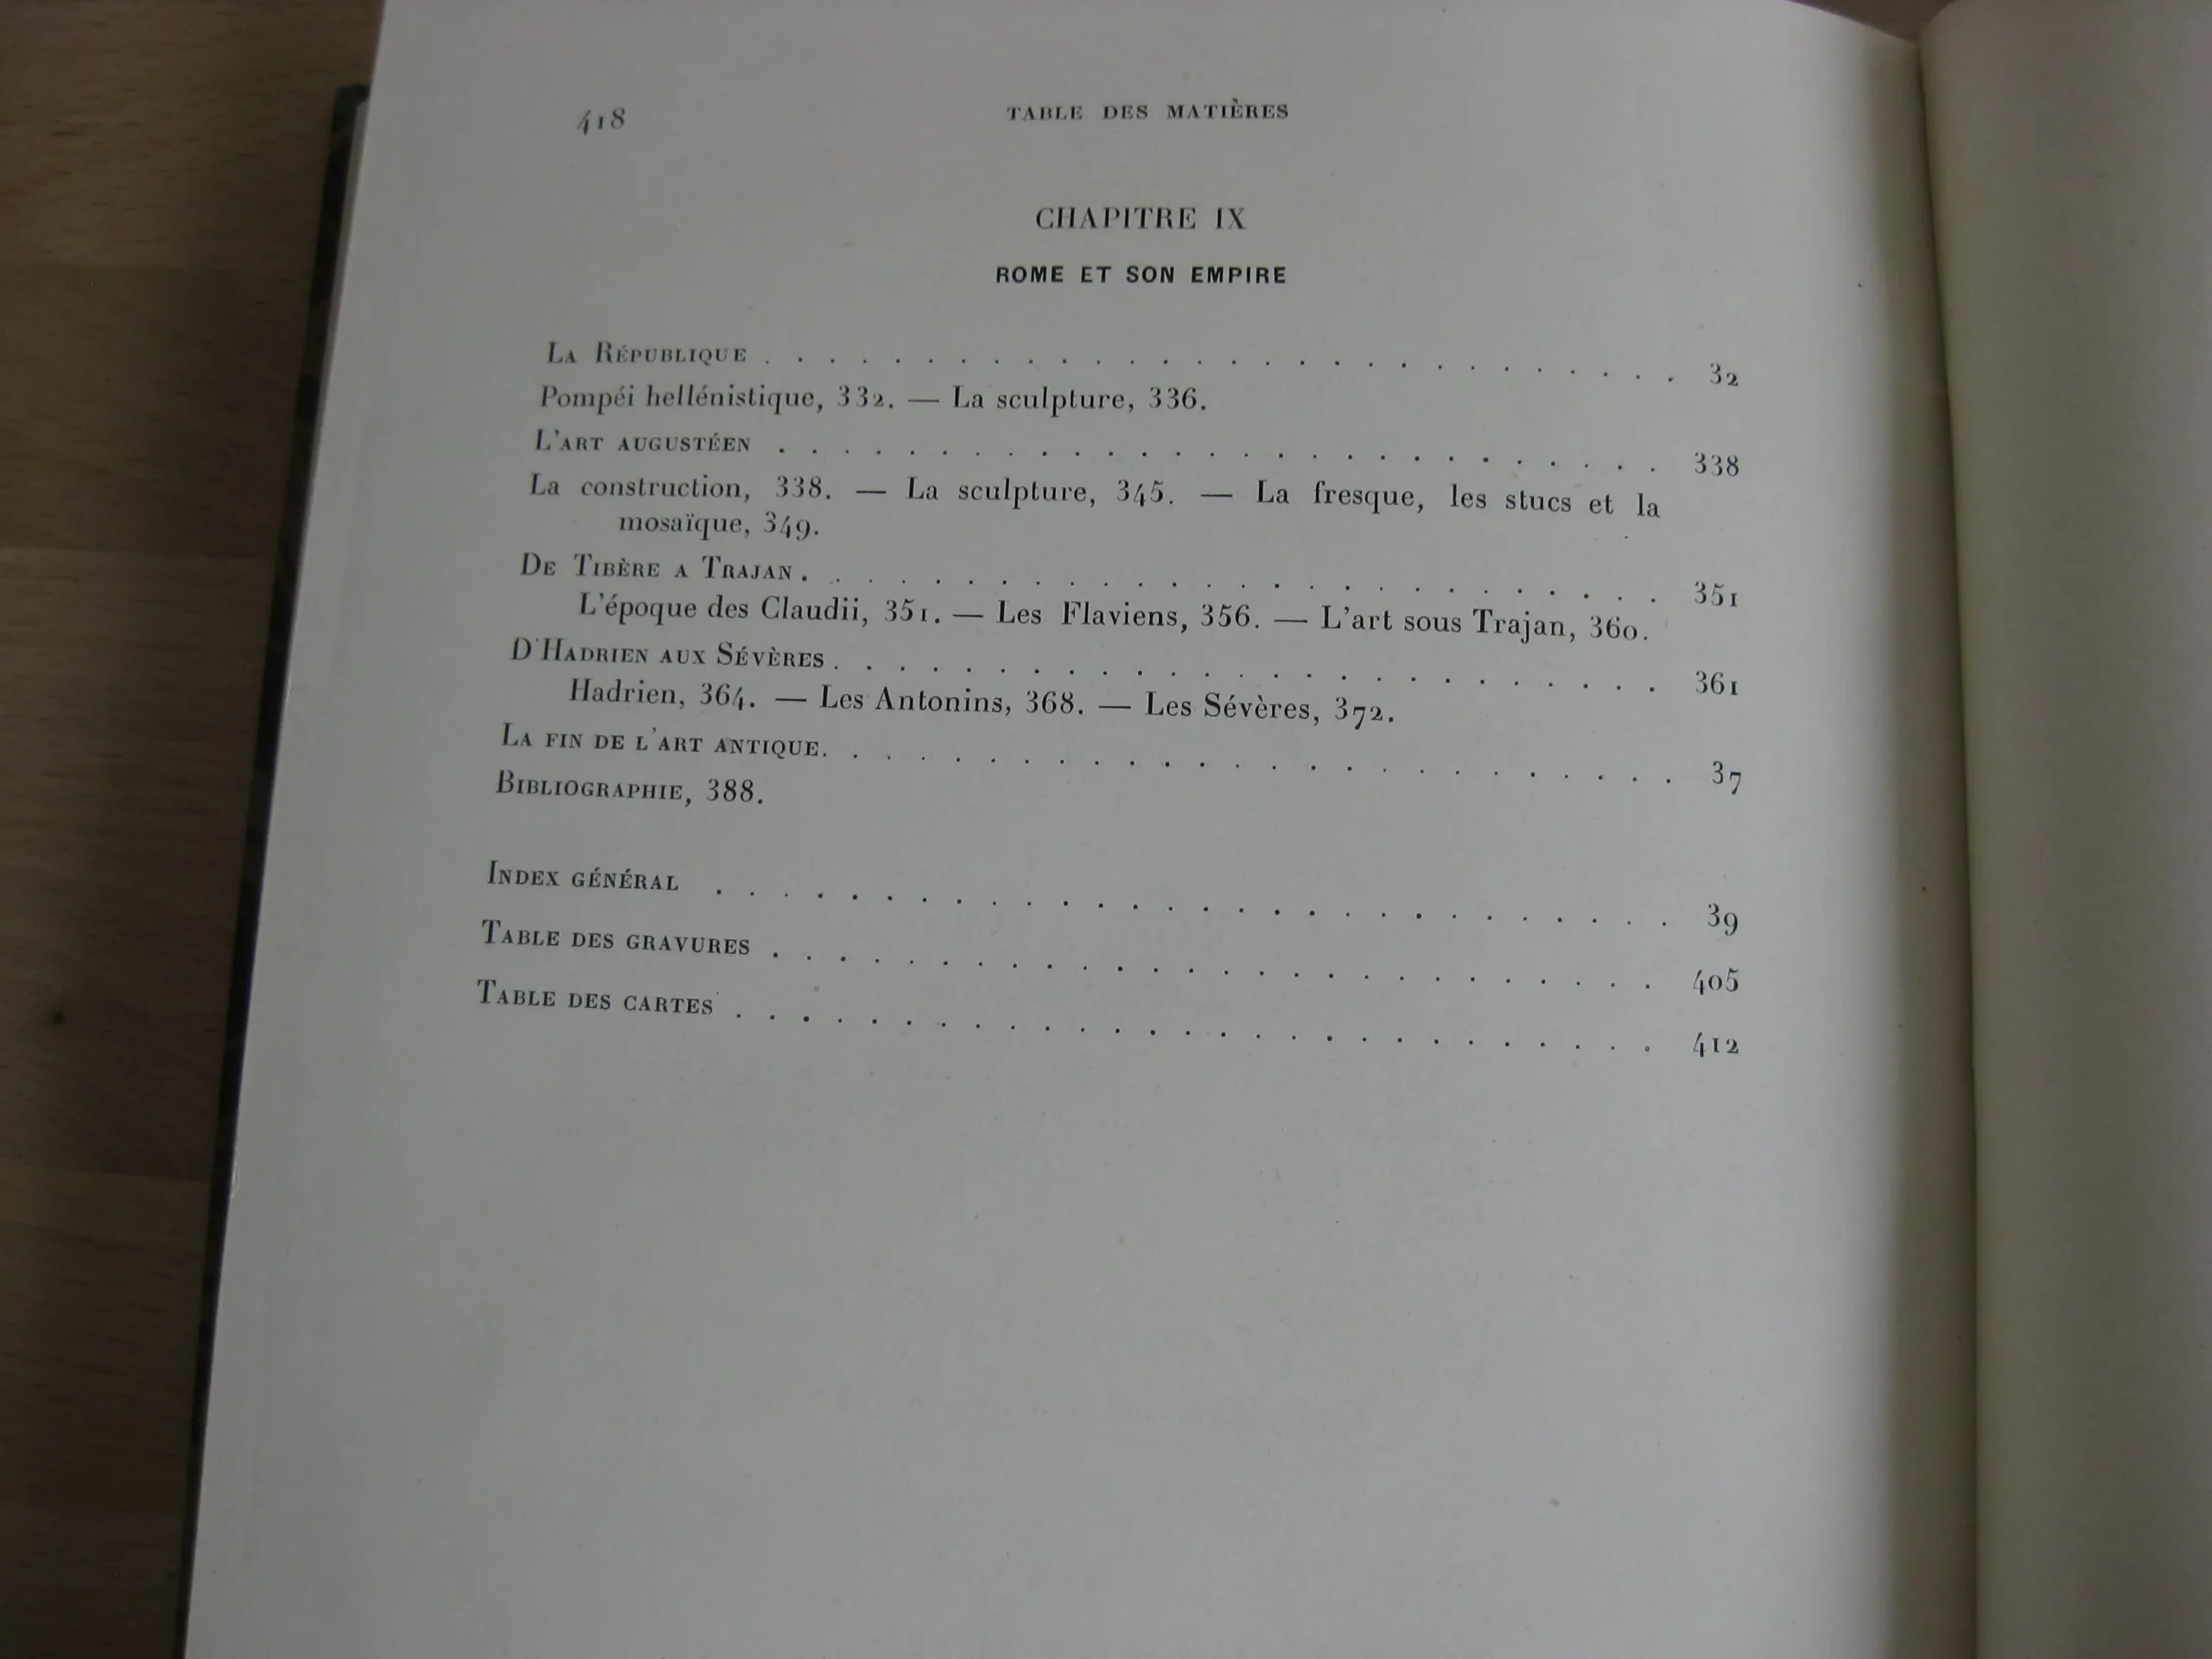 418 TABLE DES MATIÈRES
CHAPITRE IX
ROME ET SON EMPIRE
LA RÉPUBLIQUE . . . . . . . . . . . . . . . . . . . . . . . . . . . . 32
Pompéi hellénistique, 332. — La sculpture, 336.
L'ART AUGUSTÉEN . . . . . . . . . . . . . . . . . . . . . . . . . . . 338
La construction, 338. — La sculpture, 345. — La fresque, les stucs et la
mosaïque, 349.
DE TIBÈRE A TRAJAN . . . . . . . . . . . . . . . . . . . . . . . . . . 351
L'époque des Claudii, 351. — Les Flaviens, 356. — L'art sous Trajan, 360.
D'HADRIEN AUX SÉVÈRES . . . . . . . . . . . . . . . . . . . . . . . . . 361
Hadrien, 364. — Les Antonins, 368. — Les Sévères, 372.
LA FIN DE L'ART ANTIQUE. . . . . . . . . . . . . . . . . . . . . . . . . 37
BIBLIOGRAPHIE, 388.
INDEX GÉNÉRAL . . . . . . . . . . . . . . . . . . . . . . . . . . . . 39
TABLE DES GRAVURES . . . . . . . . . . . . . . . . . . . . . . . . . . 405
TABLE DES CARTES . . . . . . . . . . . . . . . . . . . . . . . . . . . 412